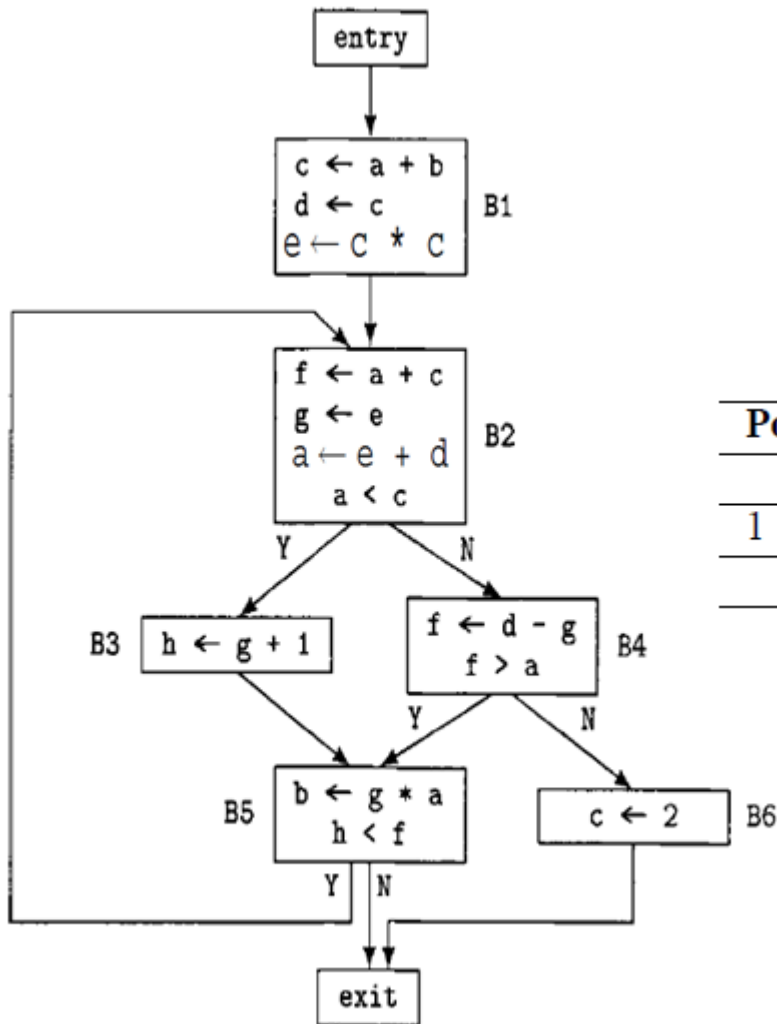 entry
c ← a + b
d ← c
e ← c * c
B1
f ← a + c
g ← e
a ← e + d
a < c
B2
Y
N
B3
h ← g + 1
f ← d - g
f > a
B4
Y
N
B5
b ← g * a
h < f
c ← 2
B6
Y
N
exit
1